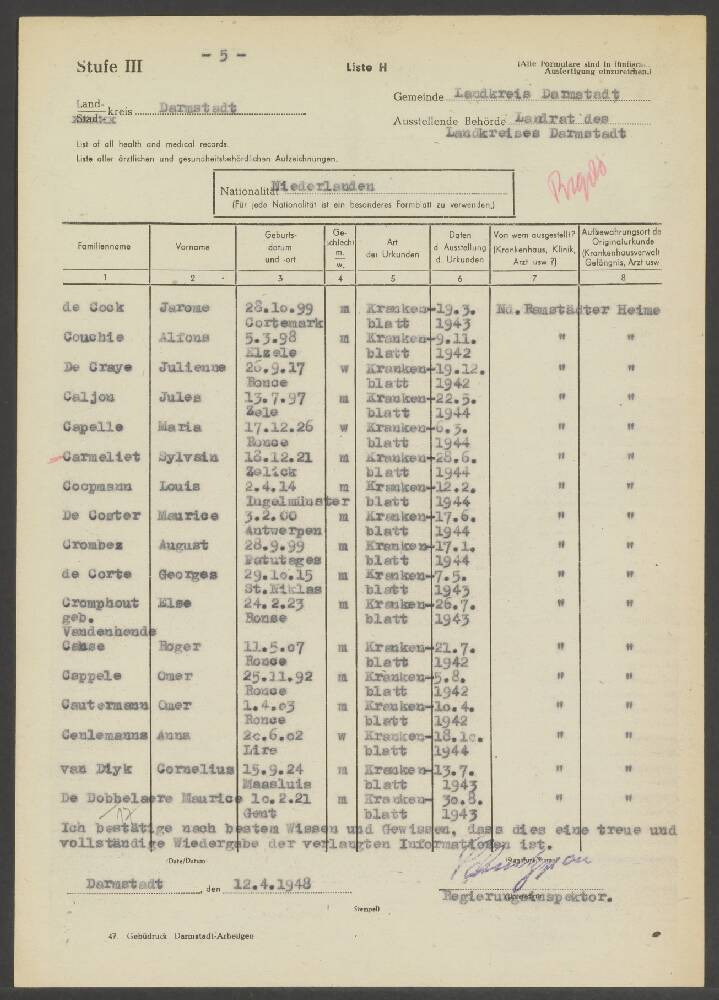 Stufe III
- 5 -
Liste H
(Alle Formulare sind in
Ausfertigung einzureichen.)
Gemeinde Landkreis Darmstadt
Land-
Stadt- kreis Darmstadt
Ausstellende Behörde Landrat des
Landkreises Darmstadt
List of all health and medical records.
Liste aller ärztlichen und gesundheitsbehördlichen Aufzeichnungen.
Nationalität Niederlanden
(Für jede Nationalität ist ein besonderes Formblatt zu verwenden.)
Familienname Vorname Geburts-datum und -ort Ge-schlecht m. w. Art der Urkunden Daten d. Ausstellung d. Urkunden Von wem ausgestellt? (Krankenhaus, Klinik, Arzt usw.?) Aufbewahrungsort de Originalurkunde (Krankenhausverwalt Gefängnis, Arzt usw
1 2 3 4 5 6 7 8
de Cock Jarome 28.10.99 m Kranken- 19.3. Nd. Ramstädter Heime
Cortemark blatt 1943
Couchie Alfons 5.3.98 m Kranken- 9.11. " "
Elzele blatt 1942
De Craye Julienne 20.9.17 w Kranken- 19.12. " "
Ronce blatt 1942
Caljon Jules 13.7.97 m Kranken- 22.5. " "
Zele blatt 1944
Capelle Maria 17.12.26 w Kranken- 6.3. " "
Ronce blatt 1944
Carmeliet Sylvain 18.12.21 m Kranken- 28.6. " "
Zelick blatt 1944
Coopmann Louis 2.4.14 m Kranken- 12.2. " "
Ingelmünster blatt 1944
De Coster Maurice 3.2.00 m Kranken- 17.6. " "
Antwerpen blatt 1944
Crombez August 28.9.99 m Kranken- 17.1. " "
Patutages blatt 1944
de Corte Georges 29.10.15 m Kranken- 7.5. " "
St.Niklas blatt 1943
Cromphout Else 24.2.23 m Kranken- 26.7. " "
geb. Ronse blatt 1943
Vandenhende
Canse Roger 11.5.07 m Kranken- 21.7. " "
Ronce blatt 1942
Cappele Omer 25.11.92 m Kranken- 5.8. " "
Ronce blatt 1942
Cautermann Omer 1.4.03 m Kranken- 10.4. " "
Ronce blatt 1942
Ceulemanns Anna 20.6.02 w Kranken- 18.10. " "
Lire blatt 1944
van Diyk Cornelius 15.9.24 m Kranken- 13.7. " "
Maasluis blatt 1943
De Dobbelaere Maurice 10.2.21 m Kranken- 30.8. " "
Gent blatt 1943
17
Ich bestätige nach bestem Wissen und Gewissen, dass dies eine treue und
vollständige Wiedergabe der verlangten Informationen ist.
(Date/Datum)
Darmstadt, den 12.4.1948
Regierungsinspektor.
(Stempel)
47. Gebüdruck Darmstadt-Arheilgen